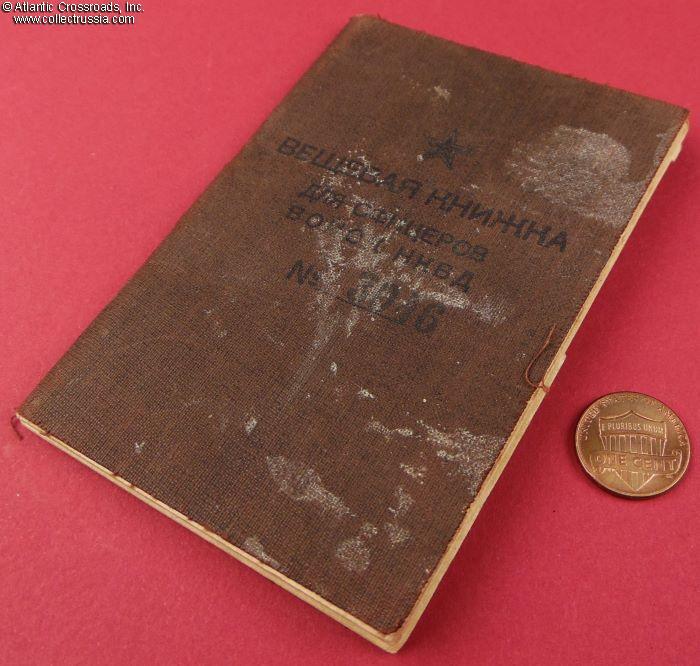 © Atlantic Crossroads, Inc.
www.collectrussia.com
ВЕЩЕВАЯ КНИЖКА
ДЛЯ ОФИЦЕРОВ
ВОЙСК НКВД
№
UNITED STATES OF AMERICA
E PLURIBUS UNUM
ONE CENT